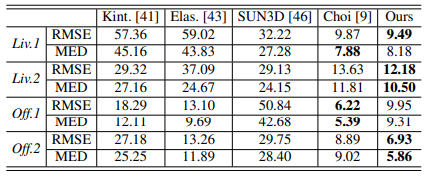 Kint. [41] Elas. [43] SUN3D [46] Choi [9] Ours
Liv.1 RMSE 57.36 59.02 32.22 9.87 9.49
MED 45.16 43.83 27.28 7.88 8.18
Liv.2 RMSE 29.32 37.09 29.13 13.63 12.18
MED 27.16 24.67 24.15 11.81 10.50
Off.1 RMSE 18.29 13.10 50.84 6.22 9.95
MED 12.11 9.69 42.68 5.39 9.31
Off.2 RMSE 27.18 13.26 29.75 8.89 6.93
MED 25.25 11.89 28.40 9.02 5.86